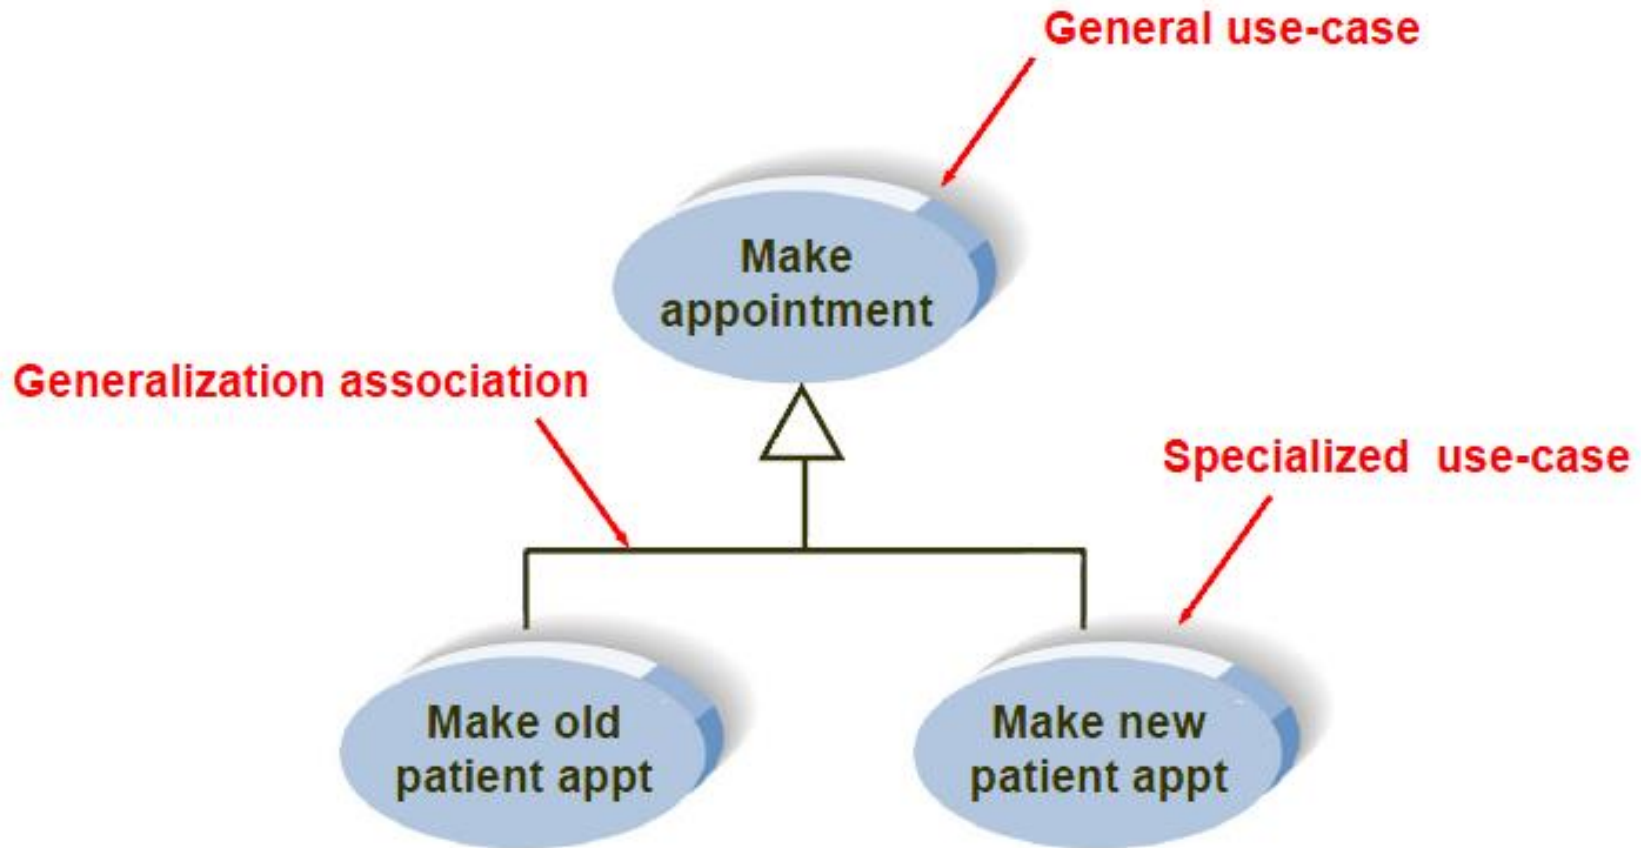 General use-case
Make
appointment
Generalization association
Specialized use-case
Make old
patient appt
Make new
patient appt